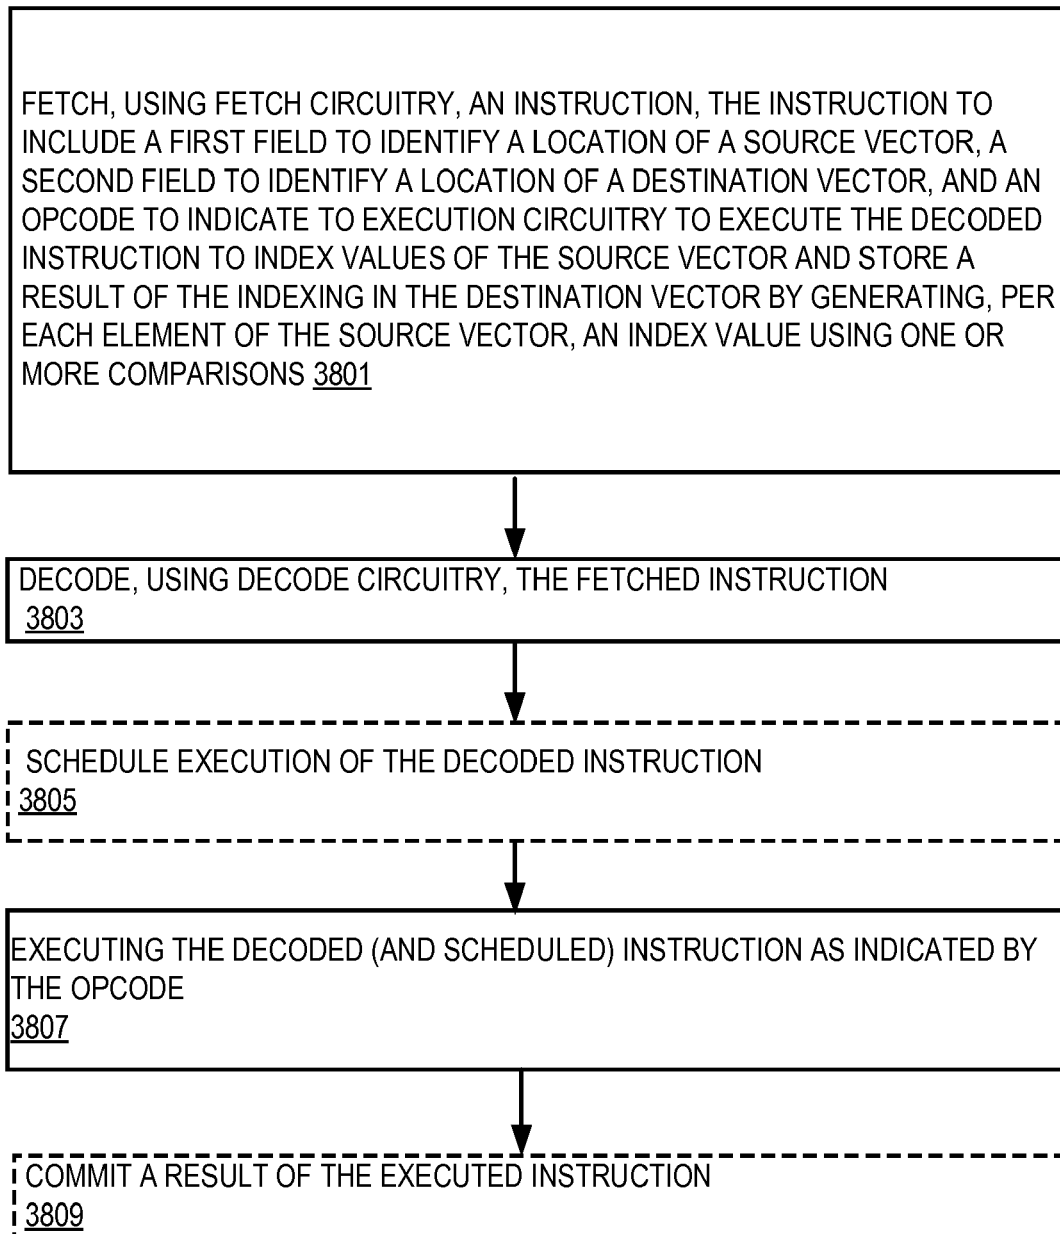 FETCH, USING FETCH CIRCUITRY, AN INSTRUCTION, THE INSTRUCTION TO
INCLUDE A FIRST FIELD TO IDENTIFY A LOCATION OF A SOURCE VECTOR, A
SECOND FIELD TO IDENTIFY A LOCATION OF A DESTINATION VECTOR, AND AN
OPCODE TO INDICATE TO EXECUTION CIRCUITRY TO EXECUTE THE DECODED
INSTRUCTION TO INDEX VALUES OF THE SOURCE VECTOR AND STORE A
RESULT OF THE INDEXING IN THE DESTINATION VECTOR BY GENERATING, PER
EACH ELEMENT OF THE SOURCE VECTOR, AN INDEX VALUE USING ONE OR
MORE COMPARISONS 3801
DECODE, USING DECODE CIRCUITRY, THE FETCHED INSTRUCTION
3803
SCHEDULE EXECUTION OF THE DECODED INSTRUCTION
3805
EXECUTING THE DECODED (AND SCHEDULED) INSTRUCTION AS INDICATED BY
THE OPCODE
3807
COMMIT A RESULT OF THE EXECUTED INSTRUCTION
3809